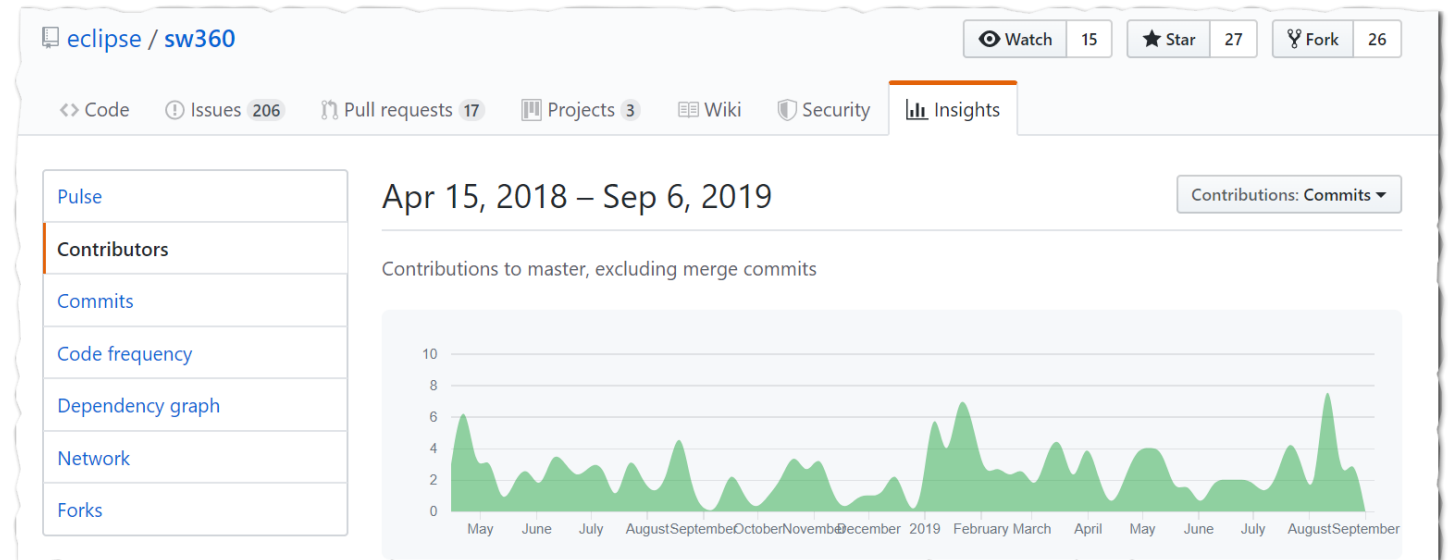 eclipse / sw360
Watch 15 Star 27 Fork 26
Code Issues 206 Pull requests 17 Projects 3 Wiki Security Insights
Pulse
Contributors
Commits
Code frequency
Dependency graph
Network
Forks
Apr 15, 2018 – Sep 6, 2019
Contributions: Commits
Contributions to master, excluding merge commits
10
8
6
4
2
0
May June July August September October November December 2019 February March April May June July August September